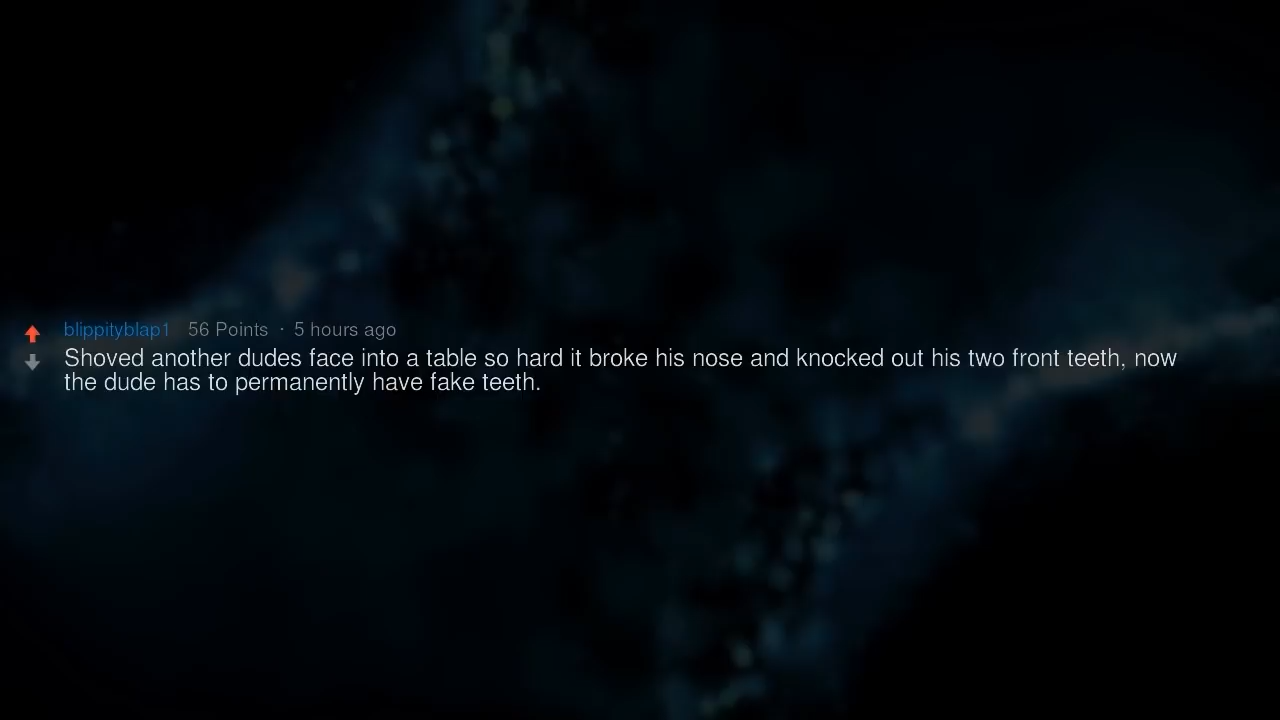 blippityblap1 56 Points · 5 hours ago
Shoved another dudes face into a table so hard it broke his nose and knocked out his two front teeth, now
the dude has to permanently have fake teeth.